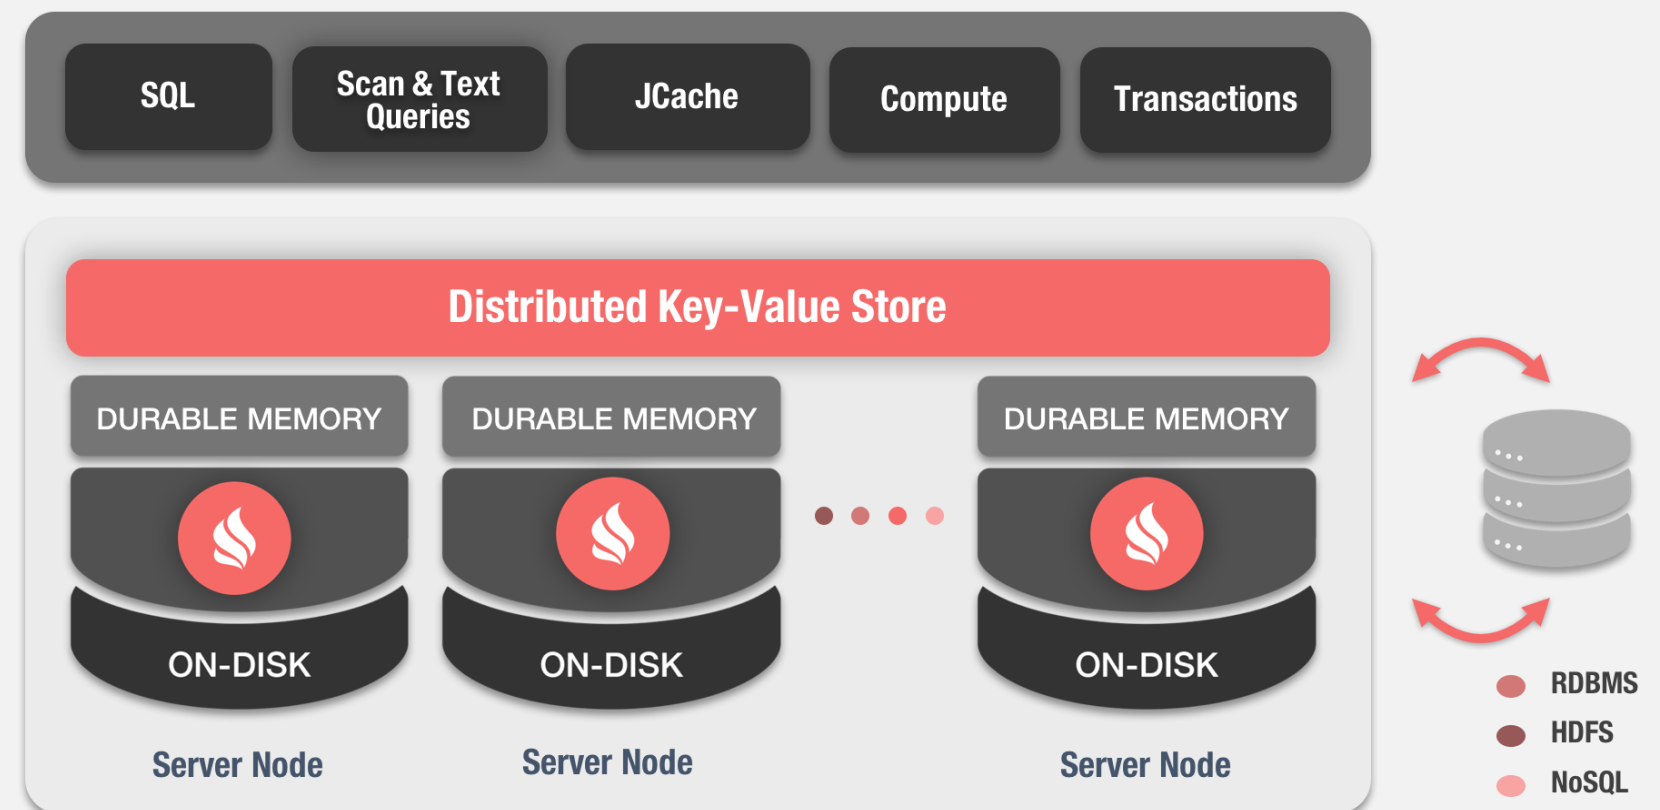 SQL
Scan & Text
Queries
JCache
Compute
Transactions
Distributed Key-Value Store
DURABLE MEMORY
DURABLE MEMORY
DURABLE MEMORY
ON-DISK
ON-DISK
ON-DISK
Server Node
Server Node
Server Node
RDBMS
HDFS
NoSQL